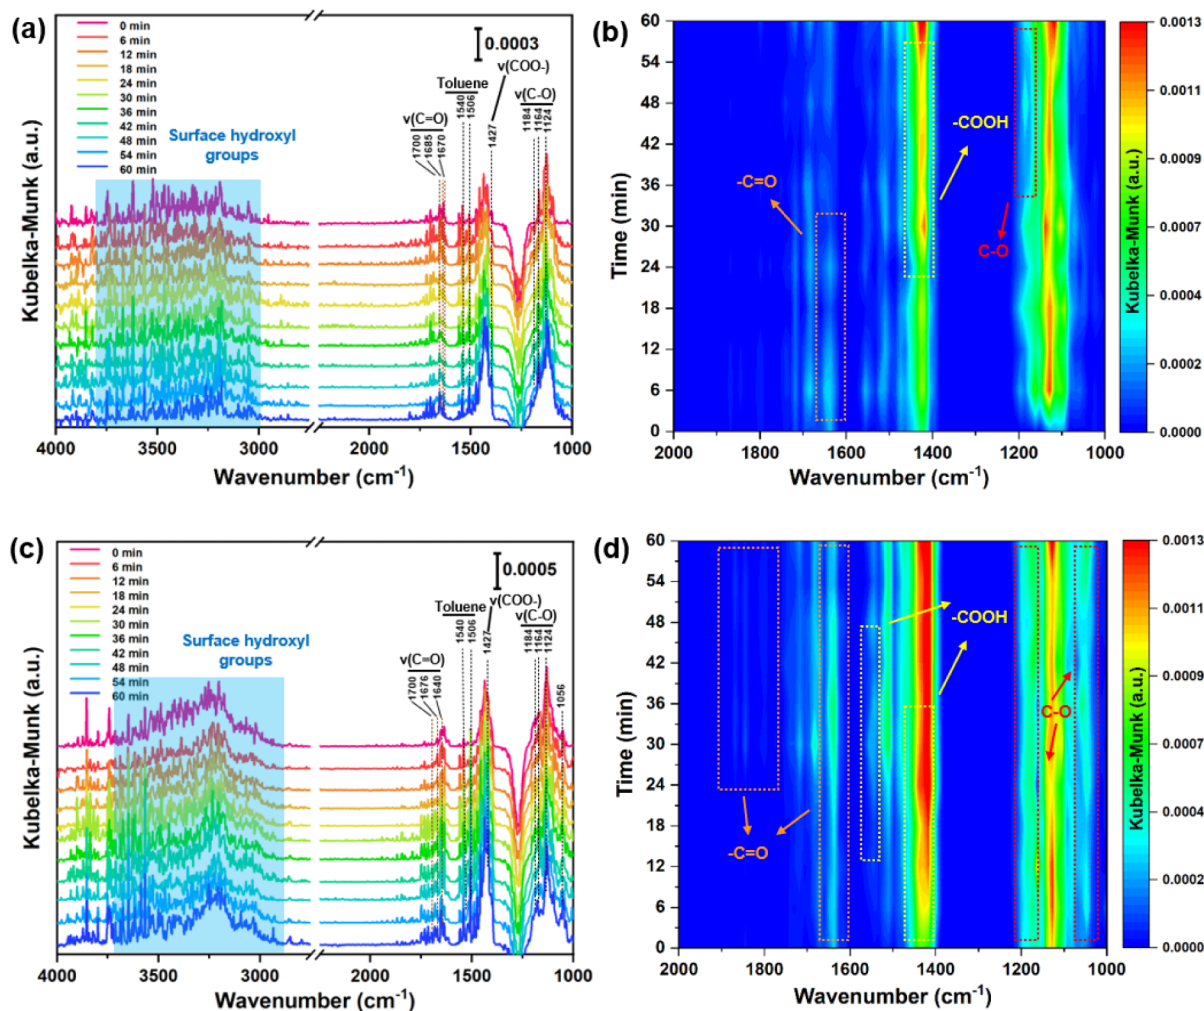 (a)
0 min
6 min
12 min
18 min
24 min
30 min
36 min
42 min
48 min
54 min
60 min
Surface hydroxyl
groups
0.0003
ν(COO-)
Toluene
1540
1506
1427
ν(C=O)
1700
1685
1670
ν(C-O)
1184
1164
1124
Kubelka-Munk (a.u.)
4000 3500 3000 2000 1500 1000
Wavenumber (cm-1)
(b)
60
54
48
42
36
30
24
18
12
6
0
Time (min)
-COOH
-C=O
C-O
2000 1800 1600 1400 1200 1000
Wavenumber (cm-1)
0.0013
0.0011
0.0009
0.0007
0.0004
0.0002
0.0000
Kubelka-Munk (a.u.)
(c)
0 min
6 min
12 min
18 min
24 min
30 min
36 min
42 min
48 min
54 min
60 min
Surface hydroxyl
groups
0.0005
ν(COO-)
Toluene
1540
1506
1427
ν(C=O)
1700
1676
1640
ν(C-O)
1184
1164
1124
1056
Kubelka-Munk (a.u.)
4000 3500 3000 2000 1500 1000
Wavenumber (cm-1)
(d)
60
54
48
42
36
30
24
18
12
6
0
Time (min)
-COOH
C-O
-C=O
2000 1800 1600 1400 1200 1000
Wavenumber (cm-1)
0.0013
0.0011
0.0009
0.0007
0.0004
0.0002
0.0000
Kubelka-Munk (a.u.)